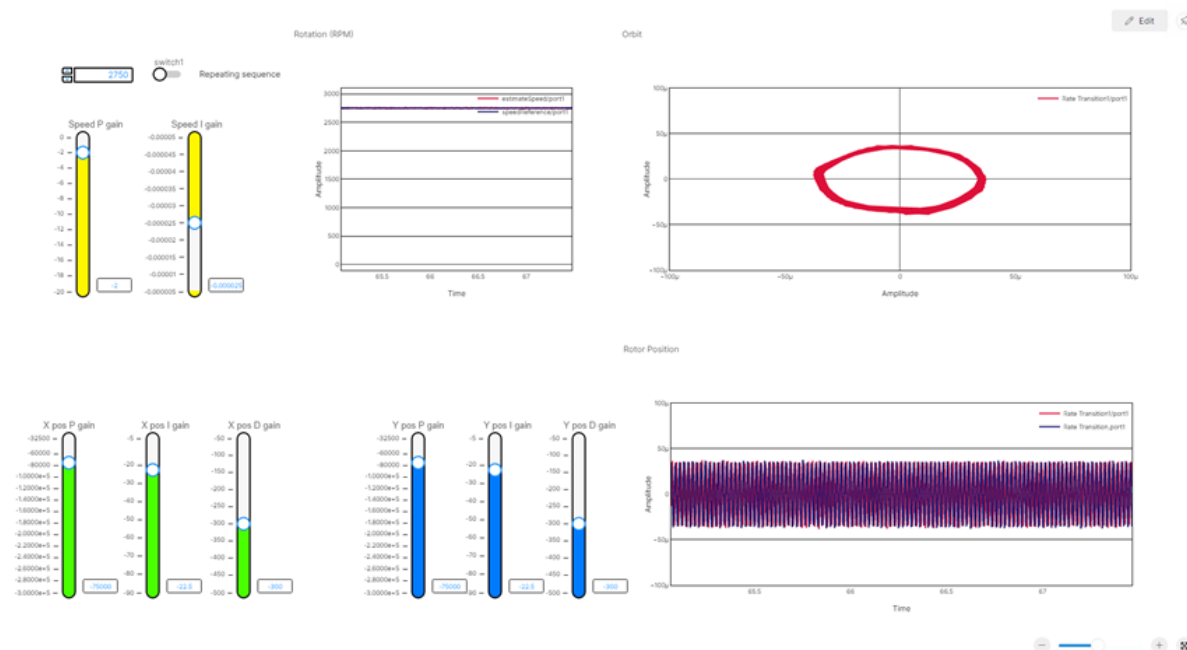 Edit
Rotation (RPM)
Orbit
2750
switch1
Repeating sequence
Speed P gain
0
-2
-4
-6
-8
-10
-12
-14
-16
-18
-20
-2
Speed I gain
-0.00005
-0.000045
-0.00004
-0.000035
-0.00003
-0.000025
-0.00002
-0.000015
-0.00001
-0.000005
-0.000025
estimateSpeed/port1
speedReference/port1
3000
2500
2000
1500
1000
500
0
Amplitude
65.5
66
66.5
67
Time
Rate Transition1/port1
100µ
50µ
0
-50µ
-100µ
Amplitude
-100µ
-50µ
0
50µ
100µ
Amplitude
Rotor Position
X pos P gain
-32500
-60000
-80000
-1.0000e+5
-1.2000e+5
-1.4000e+5
-1.6000e+5
-1.8000e+5
-2.0000e+5
-2.2000e+5
-2.4000e+5
-2.6000e+5
-2.8000e+5
-3.0000e+5
-75000
X pos I gain
-5
-20
-30
-40
-50
-60
-70
-80
-90
-22.5
X pos D gain
-50
-100
-150
-200
-250
-300
-350
-400
-450
-500
-300
Y pos P gain
-32500
-60000
-80000
-1.0000e+5
-1.2000e+5
-1.4000e+5
-1.6000e+5
-1.8000e+5
-2.0000e+5
-2.2000e+5
-2.4000e+5
-2.6000e+5
-2.8000e+5
-3.0000e+5
-75000
Y pos I gain
-5
-20
-30
-40
-50
-60
-70
-80
-90
-22.5
Y pos D gain
-50
-100
-150
-200
-250
-300
-350
-400
-450
-500
-300
Rate Transition1/port1
Rate Transition/port1
100µ
50µ
0
-50µ
-100µ
Amplitude
65.5
66
66.5
67
Time